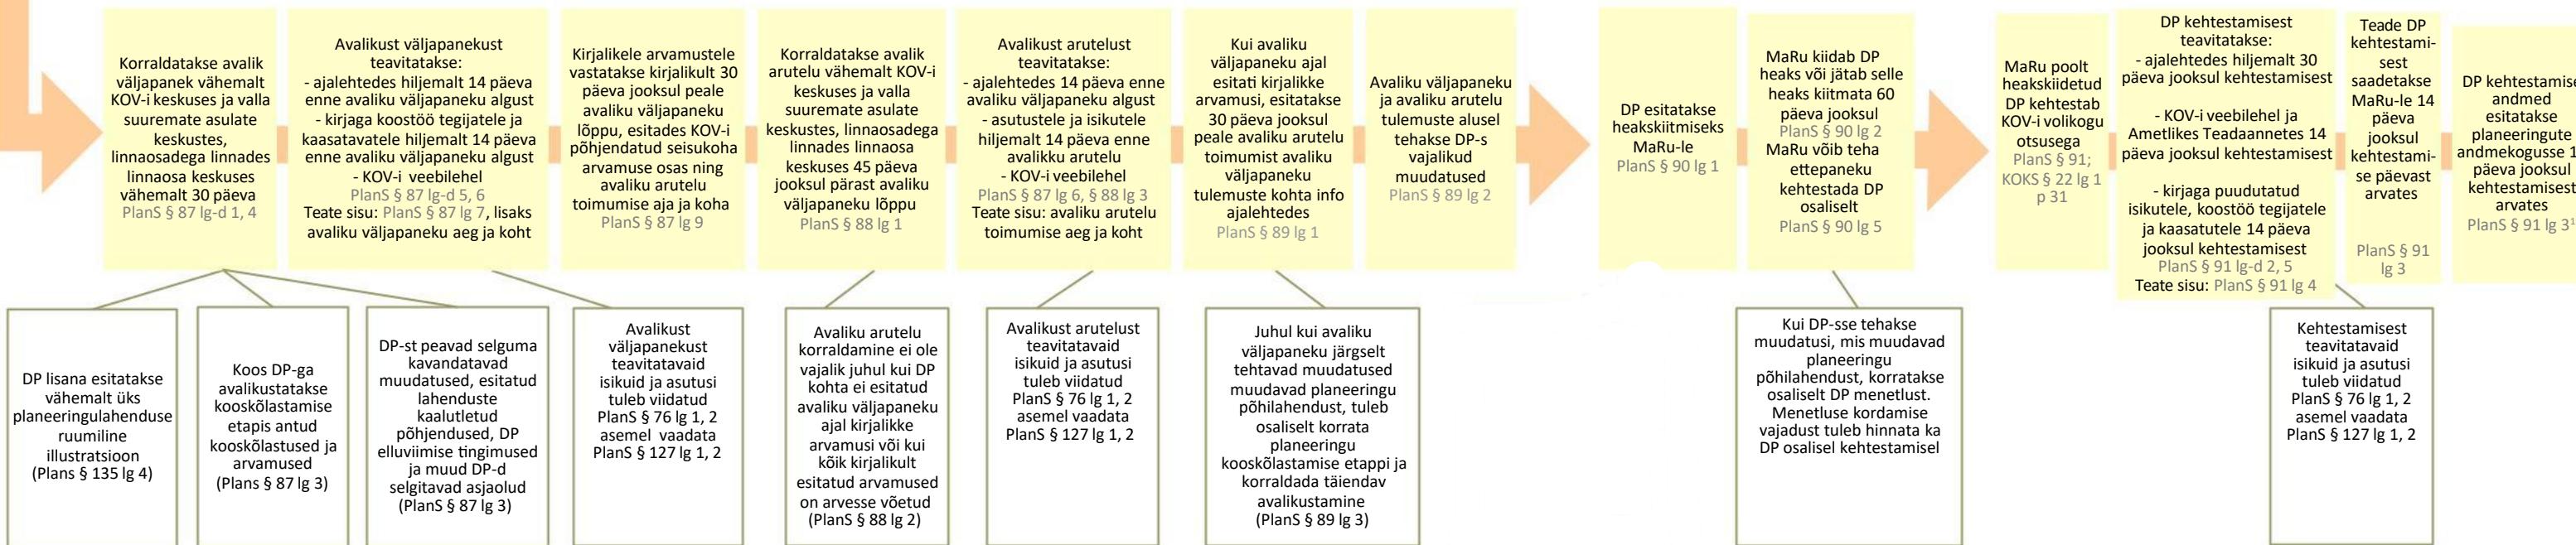 Korraldatakse avalik
väljapanek vähemalt
KOV-i keskuses ja valla
suuremate asulate
keskustes,
linnaosadega linnades
linnaosa keskuses
vähemalt 30 päeva
PlanS § 87 lg-d 1, 4
Avalikust väljapanekust
teavitatakse:
- ajalehtedes hiljemalt 14 päeva
enne avaliku väljapaneku algust
- kirjaga koostöö tegijatele ja
kaasatavatele hiljemalt 14 päeva
enne avaliku väljapaneku algust
- KOV-i veebilehel
PlanS § 87 lg-d 5, 6
Teate sisu: PlanS § 87 lg 7, lisaks
avaliku väljapaneku aeg ja koht
Kirjalikele arvamustele
vastatakse kirjalikult 30
päeva jooksul peale
avaliku väljapaneku
lõppu, esitades KOV-i
põhjendatud seisukoha
arvamuse osas ning
avaliku arutelu
toimumise aja ja koha
PlanS § 87 lg 9
Korraldatakse avalik
arutelu vähemalt KOV-i
keskuses ja valla
suuremate asulate
keskustes, linnaosadega
linnades linnaosa
keskuses 45 päeva
jooksul pärast avaliku
väljapaneku lõppu
PlanS § 88 lg 1
Avalikust arutelust
teavitatakse:
- ajalehtedes 14 päeva enne
avaliku väljapaneku algust
- asutustele ja isikutele
hiljemalt 14 päeva enne
avalikku arutelu
- KOV-i veebilehel
PlanS § 87 lg 6, § 88 lg 3
Teate sisu: avaliku arutelu
toimumise aeg ja koht
Kui avaliku
väljapaneku ajal
esitati kirjalikke
arvamusi, esitatakse
30 päeva jooksul
peale avaliku arutelu
toimumist avaliku
väljapaneku
tulemuste kohta info
ajalehtedes
PlanS § 89 lg 1
Avaliku väljapaneku
ja avaliku arutelu
tulemuste alusel
tehakse DP-s
vajalikud
muudatused
PlanS § 89 lg 2
DP esitatakse
heakskiitmiseks
MaRu-le
PlanS § 90 lg 1
MaRu kiidab DP
heaks või jätab selle
heaks kiitmata 60
päeva jooksul
PlanS § 90 lg 2
MaRu võib teha
ettepaneku
kehtestada DP
osaliselt
PlanS § 90 lg 5
MaRu poolt
heakskiidetud
DP kehtestab
KOV-i volikogu
otsusega
PlanS § 91;
KOKS § 22 lg 1
p 31
DP kehtestamisest
teavitatakse:
- ajalehtedes hiljemalt 30
päeva jooksul kehtestamisest
- KOV-i veebilehel ja
Ametlikes Teadaannetes 14
päeva jooksul kehtestamisest
- kirjaga puudutatud
isikutele, koostöö tegijatele
ja kaasatutele 14 päeva
jooksul kehtestamisest
PlanS § 91 lg-d 2, 5
Teate sisu: PlanS § 91 lg 4
Teade DP
kehtestami-
sest
saadetakse
MaRu-le 14
päeva
jooksul
kehtestami-
se päevast
arvates
PlanS § 91
lg 3
DP kehtestamise
andmed
esitatakse
planeeringute
andmekogusse 1
päeva jooksul
kehtestamisest
arvates
PlanS § 91 lg 3¹
DP lisana esitatakse
vähemalt üks
planeeringulahenduse
ruumiline
illustratsioon
(Plans § 135 lg 4)
Koos DP-ga
avalikustatakse
kooskõlastamise
etapis antud
kooskõlastused ja
arvamused
(Plans § 87 lg 3)
DP-st peavad selguma
kavandatavad
muudatused, esitatud
lahenduste
kaalutletud
põhjendused, DP
elluviimise tingimused
ja muud DP-d
selgitavad asjaolud
(PlanS § 87 lg 3)
Avalikust
väljapanekust
teavitatavaid
isikuid ja asutusi
tuleb viidatud
PlanS § 76 lg 1, 2
asemel vaadata
PlanS § 127 lg 1, 2
Avaliku arutelu
korraldamine ei ole
vajalik juhul kui DP
kohta ei esitatud
avaliku väljapaneku
ajal kirjalikke
arvamusi või kui
kõik kirjalikult
esitatud arvamused
on arvesse võetud
(PlanS § 88 lg 2)
Avalikust arutelust
teavitatavaid
isikuid ja asutusi
tuleb viidatud
PlanS § 76 lg 1, 2
asemel vaadata
PlanS § 127 lg 1, 2
Juhul kui avaliku
väljapaneku järgselt
tehtavad muudatused
muudavad planeeringu
põhilahendust, tuleb
osaliselt korrata
planeeringu
kooskõlastamise etappi ja
korraldada täiendav
avalikustamine
(PlanS § 89 lg 3)
Kui DP-sse tehakse
muudatusi, mis muudavad
planeeringu
põhilahendust, korratakse
osaliselt DP menetlust.
Menetluse kordamise
vajadust tuleb hinnata ka
DP osalisel kehtestamisel
Kehtestamisest
teavitatavaid
isikuid ja asutusi
tuleb viidatud
PlanS § 76 lg 1, 2
asemel vaadata
PlanS § 127 lg 1, 2